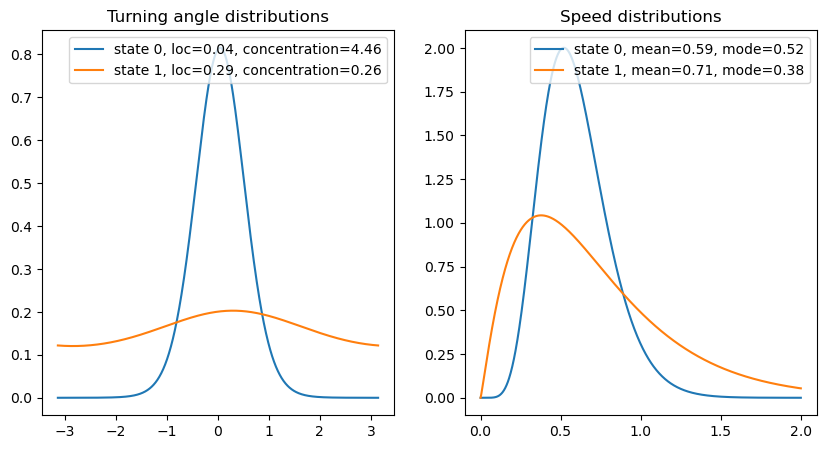 Turning angle distributions
state 0, loc=0.04, concentration=4.46
state 1, loc=0.29, concentration=0.26
0.8
0.7
0.6
0.5
0.4
0.3
0.2
0.1
0.0
−3 −2 −1 0 1 2 3
Speed distributions
state 0, mean=0.59, mode=0.52
state 1, mean=0.71, mode=0.38
2.00
1.75
1.50
1.25
1.00
0.75
0.50
0.25
0.00
0.0 0.5 1.0 1.5 2.0